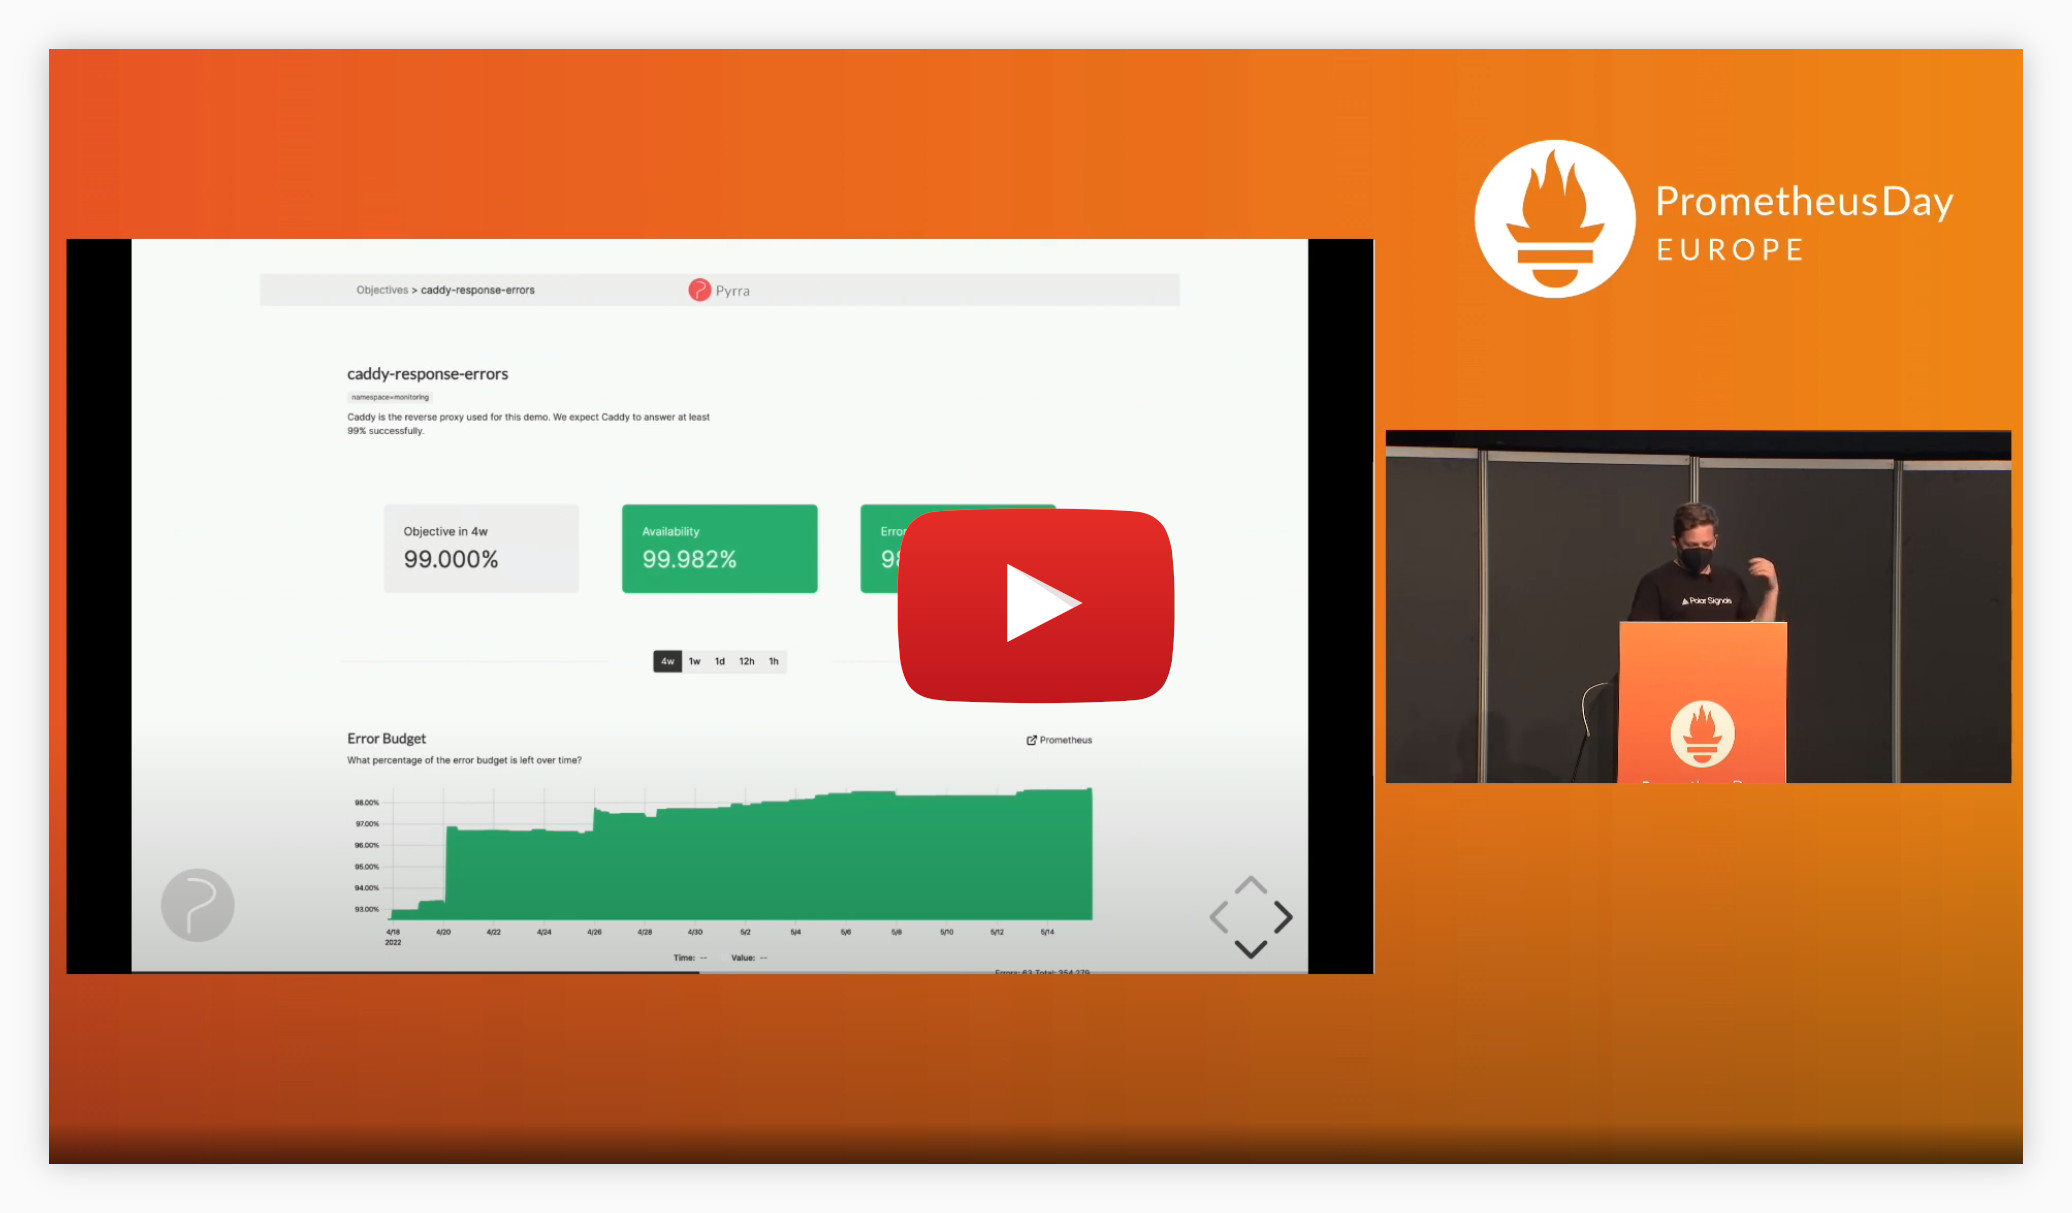 PrometheusDay
EUROPE
Objectives > caddy-response-errors
Pyrra
caddy-response-errors
namespace=monitoring
Caddy is the reverse proxy used for this demo. We expect Caddy to answer at least
99% successfully.
Objective in 4w
99.000%
Availability
99.982%
4w 1w 1d 12h 1h
Error Budget
Prometheus
What percentage of the error budget is left over time?
98.00%
97.00%
96.00%
95.00%
94.00%
93.00%
4/18 4/20 4/22 4/24 4/26 4/28 4/30 5/2 5/4 5/6 5/8 5/10 5/12 5/14
2022
Time: -- Value: --
Errors: 63 Total: 354,279
Polar Signals